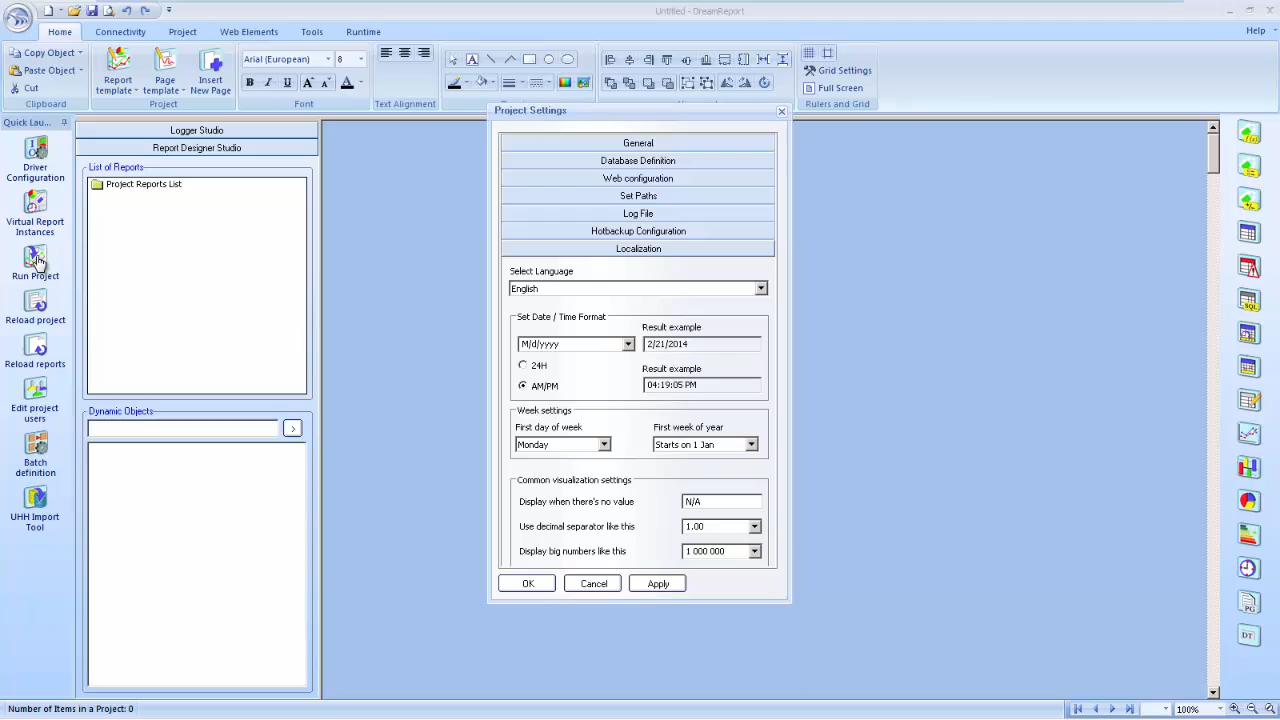 Untitled - DreamReport
Home
Connectivity
Project
Web Elements
Tools
Runtime
Help
Copy Object
Paste Object
Cut
Clipboard
Report template
Page template
Insert New Page
Project
Arial (European)
8
B I U A A A
Font
Text Alignment
A
Grid Settings
Full Screen
Rulers and Grid
Quick Lau...
Driver
Configuration
Virtual Report
Instances
Run Project
Reload project
Reload reports
Edit project
users
Batch
definition
UHH Import
Tool
Logger Studio
Report Designer Studio
List of Reports
Project Reports List
Dynamic Objects
>
Project Settings
General
Database Definition
Web configuration
Set Paths
Log File
Hotbackup Configuration
Localization
Select Language
English
Set Date / Time Format
Result example
M/d/yyyy
2/21/2014
24H
Result example
AM/PM
04:19:05 PM
Week settings
First day of week
First week of year
Monday
Starts on 1 Jan
Common visualization settings
Display when there's no value
N/A
Use decimal separator like this
1.00
Display big numbers like this
1 000 000
OK
Cancel
Apply
SQL
PG
DT
Number of Items in a Project: 0
100%